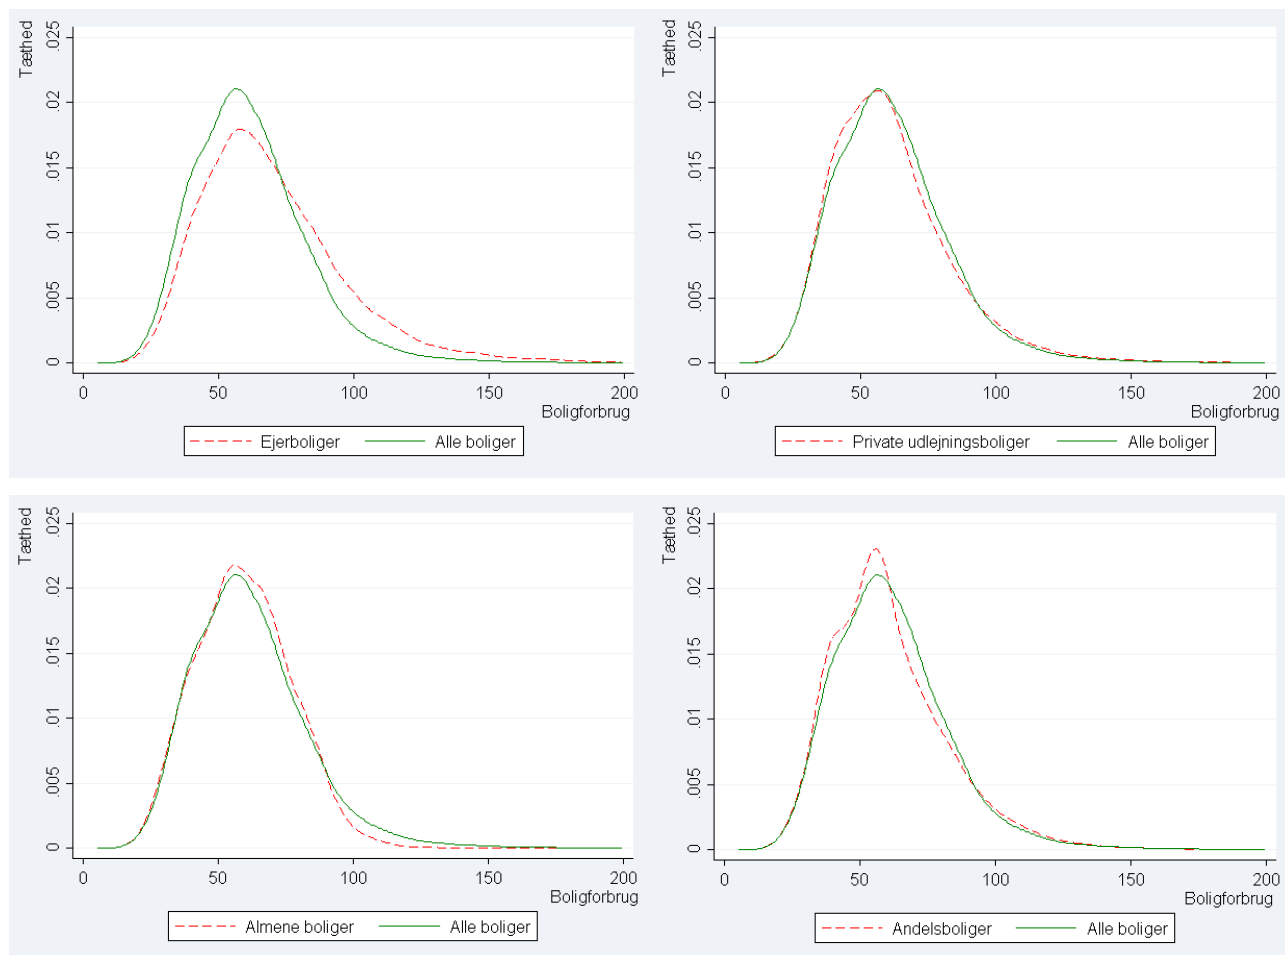 Tæthed
.025
.02
.015
.01
.005
0
0 50 100 150 200
Boligforbrug
Ejerboliger Alle boliger
Tæthed
.025
.02
.015
.01
.005
0
0 50 100 150 200
Boligforbrug
Private udlejningsboliger Alle boliger
Tæthed
.025
.02
.015
.01
.005
0
0 50 100 150 200
Boligforbrug
Almene boliger Alle boliger
Tæthed
.025
.02
.015
.01
.005
0
0 50 100 150 200
Boligforbrug
Andelsboliger Alle boliger